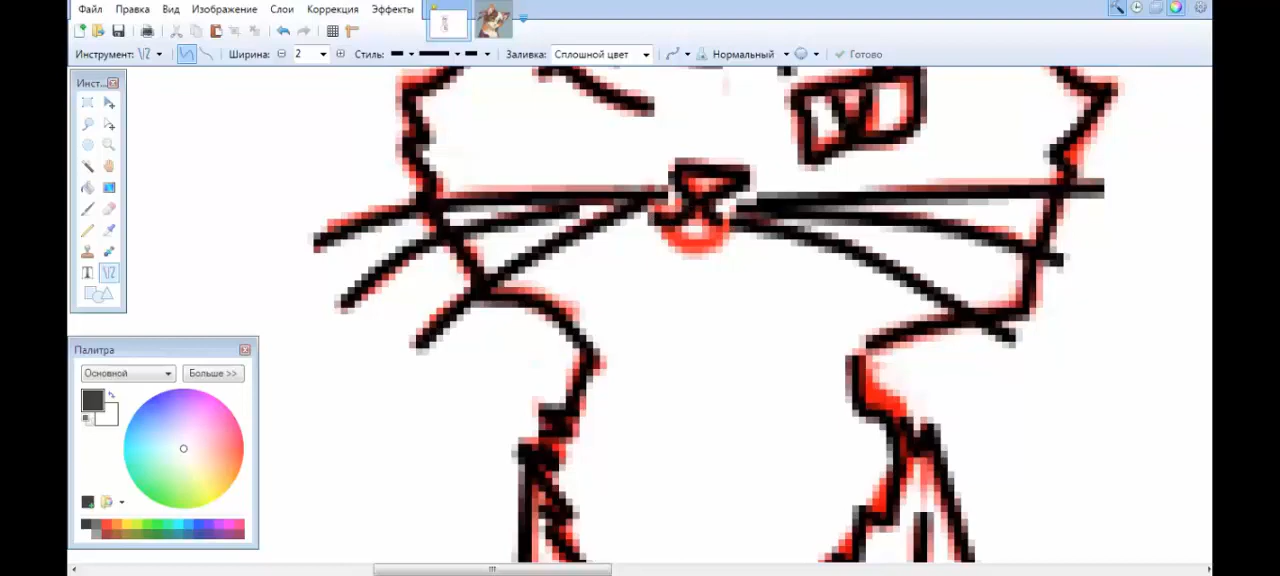 Файл Правка Вид Изображение Слои Коррекция Эффекты
Инструмент: Ширина: 2 Стиль: Заливка: Сплошной цвет Нормальный Готово
Инст...
T
Палитра
Основной Больше >>